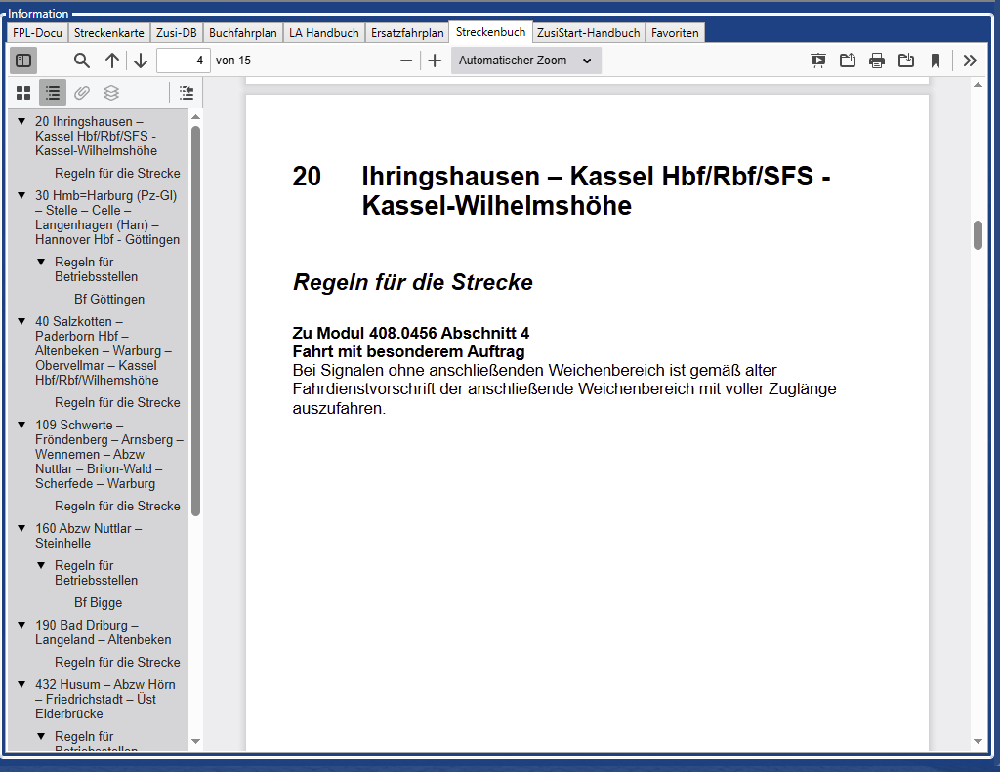 Information
FPL-Docu Streckenkarte Zusi-DB Buchfahrplan LA Handbuch Ersatzfahrplan Streckenbuch ZusiStart-Handbuch Favoriten
4 von 15 Automatischer Zoom
20 Ihringshausen –
Kassel Hbf/Rbf/SFS -
Kassel-Wilhelmshöhe
Regeln für die Strecke
30 Hmb=Harburg (Pz-Gl)
– Stelle – Celle –
Langenhagen (Han) –
Hannover Hbf - Göttingen
Regeln für
Betriebsstellen
Bf Göttingen
40 Salzkotten –
Paderborn Hbf –
Altenbeken – Warburg –
Obervellmar – Kassel
Hbf/Rbf/Wilhemshöhe
Regeln für die Strecke
109 Schwerte –
Fröndenberg – Arnsberg –
Wennemen – Abzw
Nuttlar – Brilon-Wald –
Scherfede – Warburg
Regeln für die Strecke
160 Abzw Nuttlar –
Steinhelle
Regeln für
Betriebsstellen
Bf Bigge
190 Bad Driburg –
Langeland – Altenbeken
Regeln für die Strecke
432 Husum – Abzw Hörn
– Friedrichstadt – Üst
Eiderbrücke
Regeln für
Betriebsstellen
20 Ihringshausen – Kassel Hbf/Rbf/SFS -
Kassel-Wilhelmshöhe
Regeln für die Strecke
Zu Modul 408.0456 Abschnitt 4
Fahrt mit besonderem Auftrag
Bei Signalen ohne anschließenden Weichenbereich ist gemäß alter
Fahrdienstvorschrift der anschließende Weichenbereich mit voller Zuglänge
auszufahren.